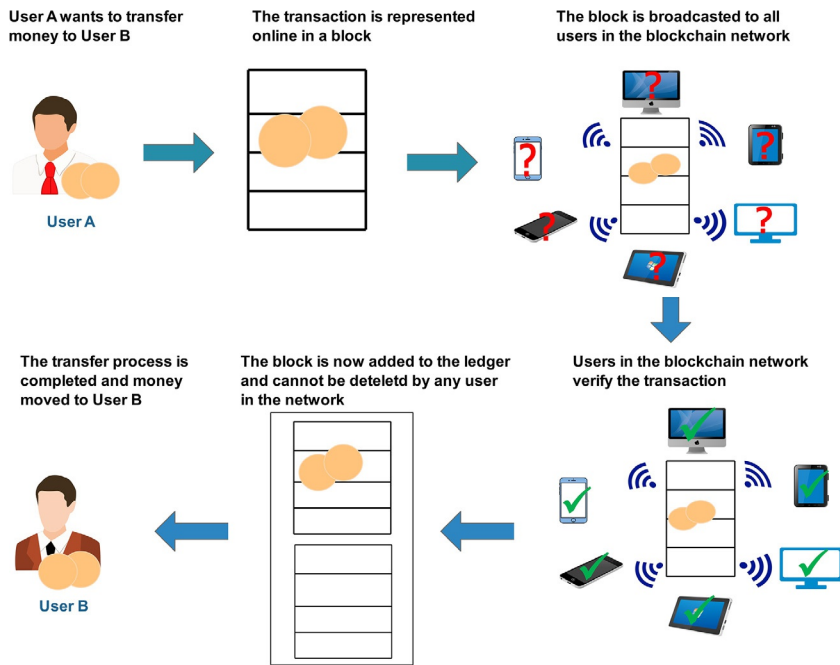 User A wants to transfer
money to User B
The transaction is represented
online in a block
The block is broadcasted to all
users in the blockchain network
?
?
?
?
?
?
User A
Users in the blockchain network
verify the transaction
The block is now added to the ledger
and cannot be deteletd by any user
in the network
The transfer process is
completed and money
moved to User B
User B